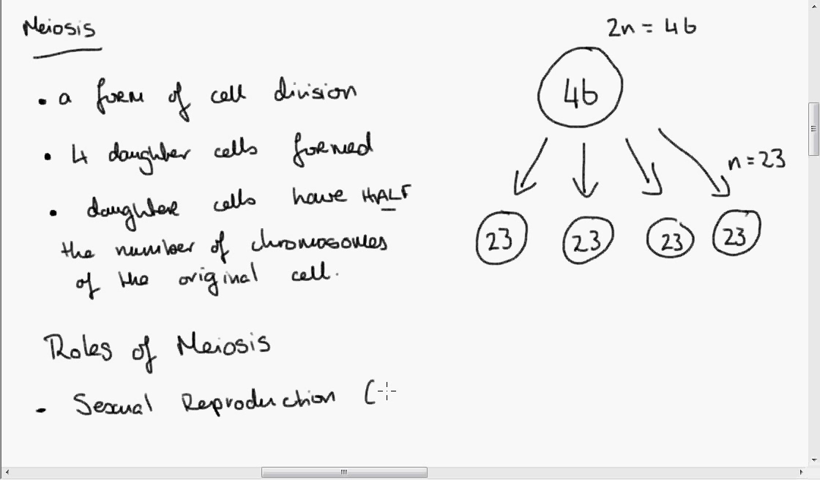 Meiosis
2n = 46
• a form of cell division
46
• 4 daughter cells formed
n = 23
• daughter cells have HALF
the number of chromosomes
of the original cell.
23 23 23 23
Roles of Meiosis
• Sexual Reproduction (